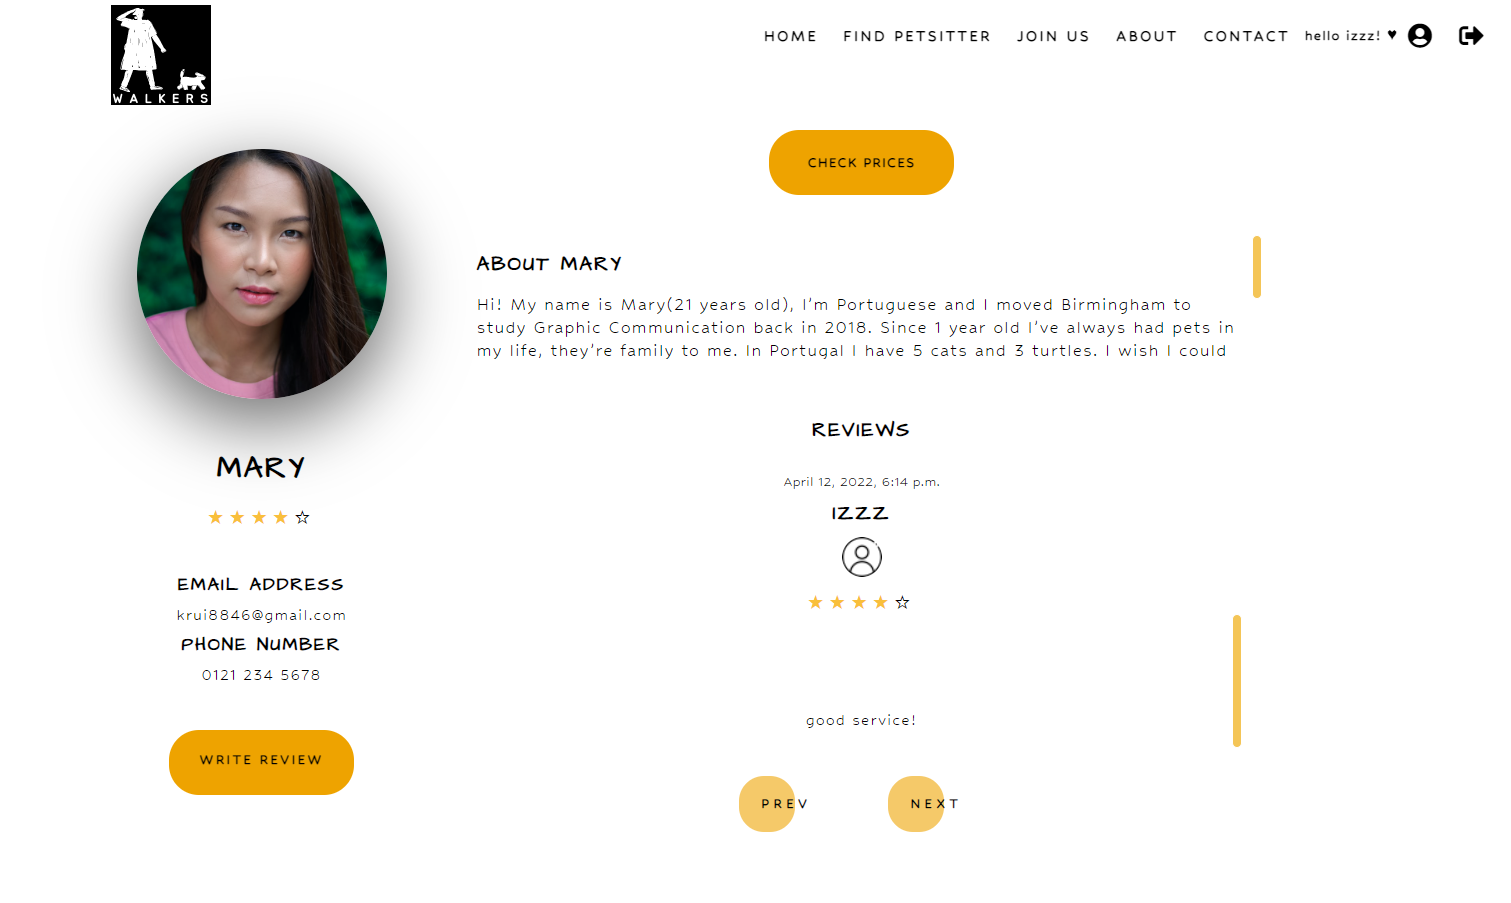 WALKERS
HOME FIND PETSITTER JOIN US ABOUT CONTACT hello izzz! ♥
CHECK PRICES
ABOUT MARY
Hi! My name is Mary(21 years old), I'm Portuguese and I moved Birmingham to
study Graphic Communication back in 2018. Since 1 year old I've always had pets in
my life, they're family to me. In Portugal I have 5 cats and 3 turtles. I wish I could
MARY
★ ★ ★ ★ ☆
EMAIL ADDRESS
krui8846@gmail.com
PHONE NUMBER
0121 234 5678
WRITE REVIEW
REVIEWS
April 12, 2022, 6:14 p.m.
IZZZ
★ ★ ★ ★ ☆
good service!
PREV NEXT